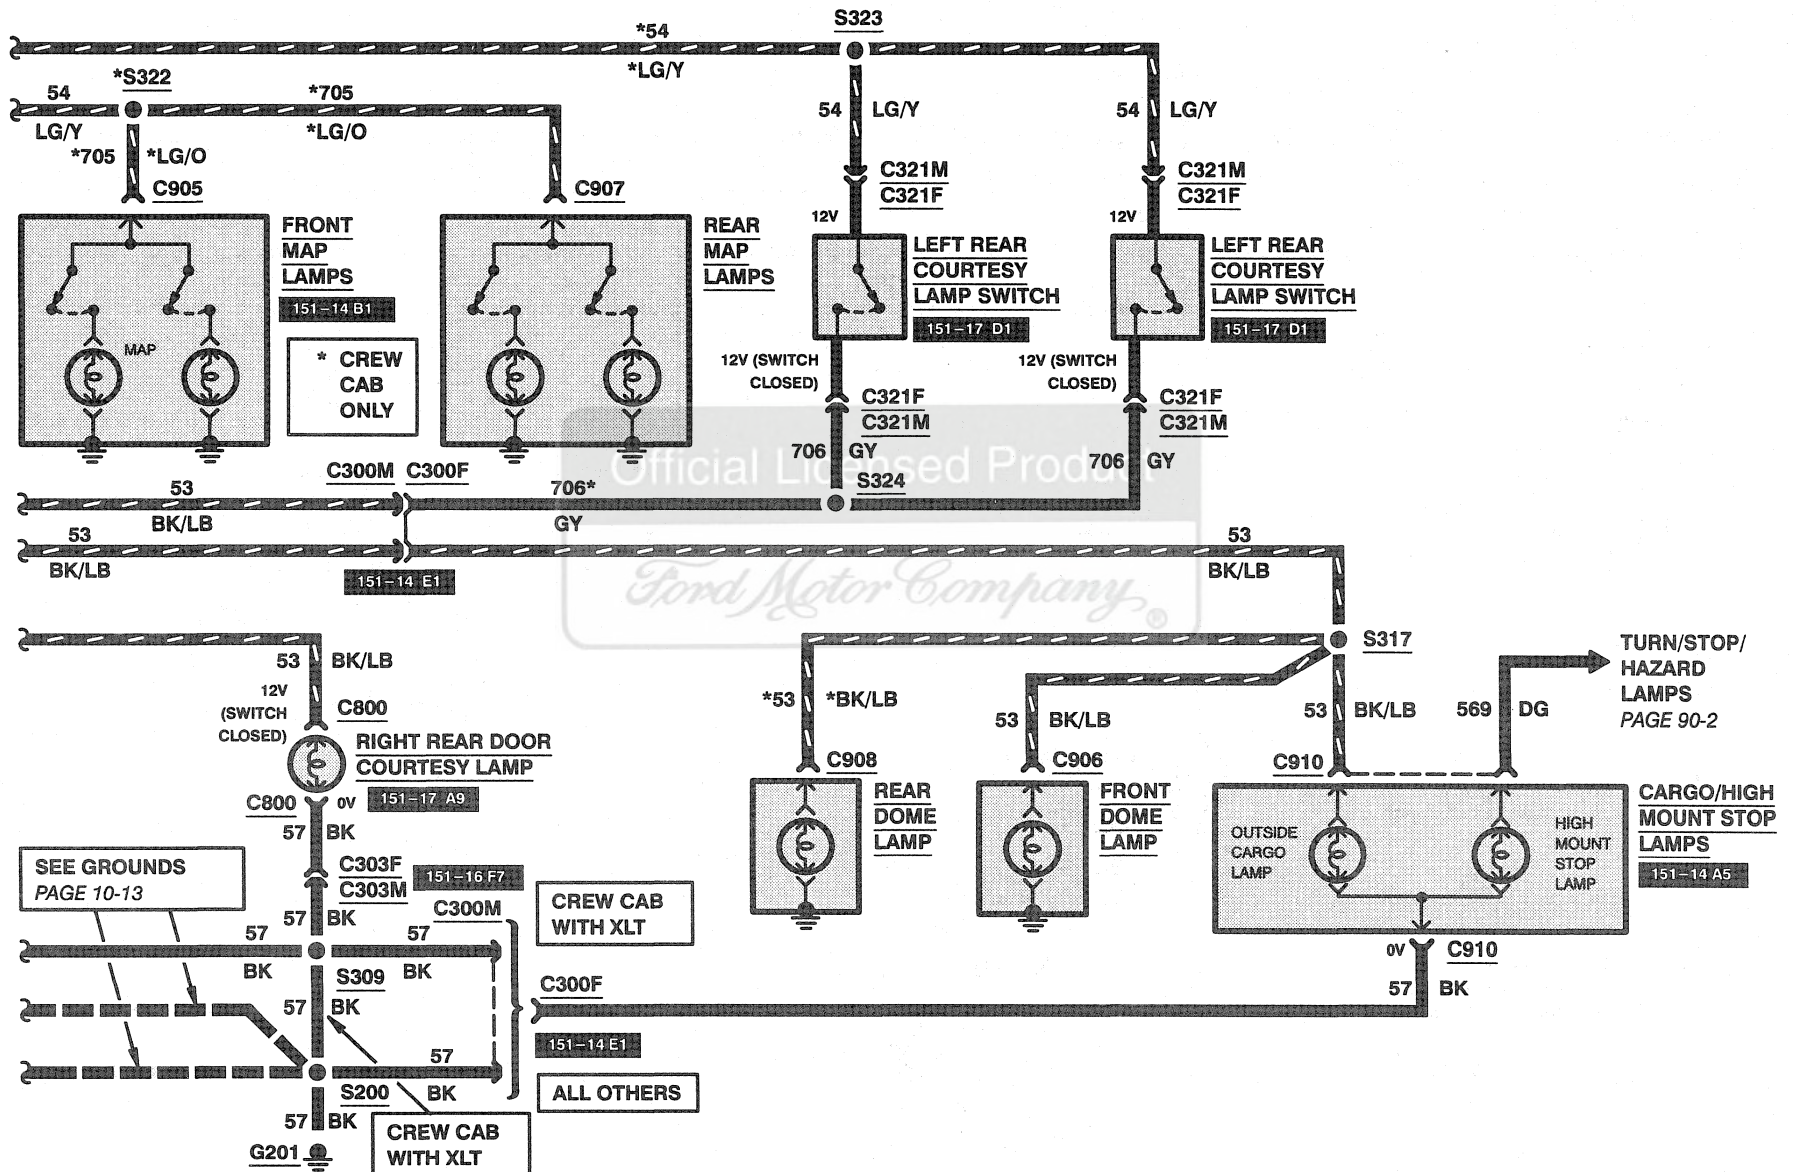 S323
*54
*LG/Y
*S322
54
LG/Y
*705
*LG/O
*705
*LG/O
54
LG/Y
54
LG/Y
C905
C907
C321M
C321F
C321M
C321F
12V
12V
FRONT
MAP
LAMPS
151-14 B1
MAP
* CREW
CAB
ONLY
REAR
MAP
LAMPS
LEFT REAR
COURTESY
LAMP SWITCH
151-17 D1
LEFT REAR
COURTESY
LAMP SWITCH
151-17 D1
12V (SWITCH
CLOSED)
12V (SWITCH
CLOSED)
C321F
C321M
C321F
C321M
706
GY
706
GY
Official Licensed Product
C300M
C300F
53
BK/LB
706*
GY
S324
53
BK/LB
53
BK/LB
151-14 E1
Ford Motor Company
®
53
BK/LB
12V
(SWITCH
CLOSED)
C800
RIGHT REAR DOOR
COURTESY LAMP
151-17 A9
C800
0V
57
BK
S317
*53
*BK/LB
53
BK/LB
53
BK/LB
569
DG
TURN/STOP/
HAZARD
LAMPS
PAGE 90-2
C908
C906
C910
REAR
DOME
LAMP
FRONT
DOME
LAMP
OUTSIDE
CARGO
LAMP
HIGH
MOUNT
STOP
LAMP
CARGO/HIGH
MOUNT STOP
LAMPS
151-14 A5
SEE GROUNDS
PAGE 10-13
C303F
C303M
151-16 F7
57
BK
C300M
CREW CAB
WITH XLT
57
BK
57
BK
S309
0V
C910
57
BK
57
BK
C300F
151-14 E1
57
BK
S200
ALL OTHERS
57
BK
CREW CAB
WITH XLT
G201